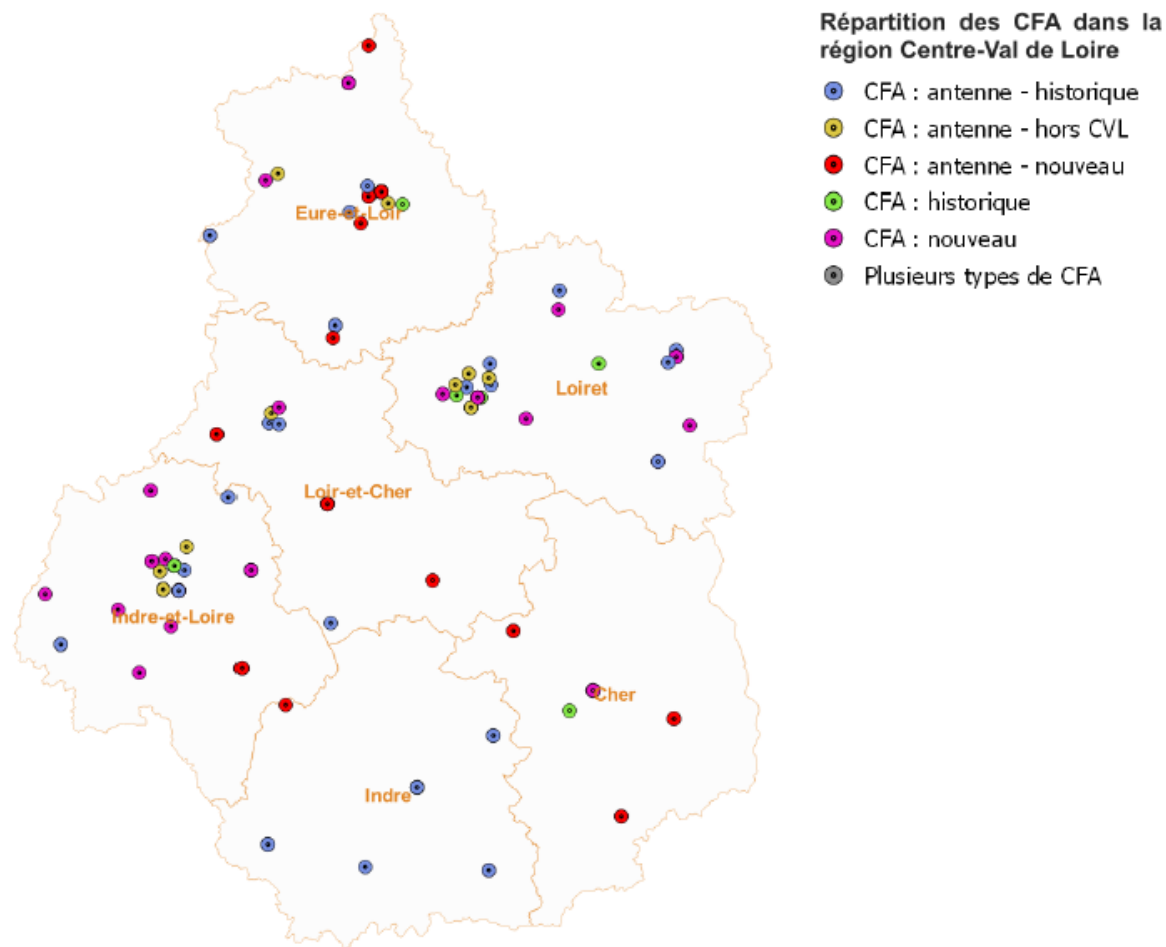 Répartition des CFA dans la
région Centre-Val de Loire
CFA : antenne - historique
CFA : antenne - hors CVL
CFA : antenne - nouveau
CFA : historique
CFA : nouveau
Plusieurs types de CFA
Eure-et-Loir
Loiret
Loir-et-Cher
Indre-et-Loire
Cher
Indre